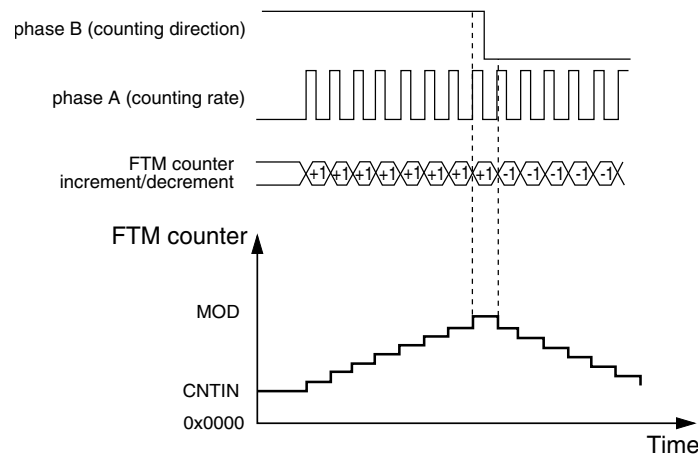 phase B (counting direction)
phase A (counting rate)
FTM counter
increment/decrement
+1 +1 +1 +1 +1 +1 +1 +1 -1 -1 -1 -1 -1
FTM counter
MOD
CNTIN
0x0000
Time